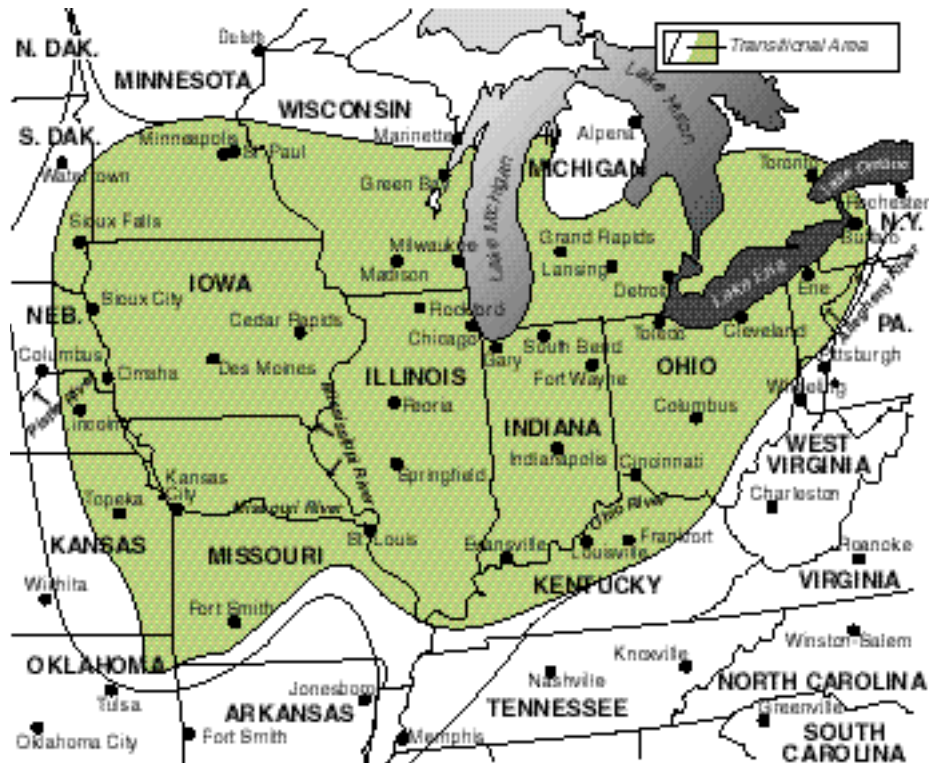 Duluth
N. DAK.
Transitional Area
MINNESOTA
Lake Huron
WISCONSIN
S. DAK.
Minneapolis
St. Paul
Marinette
Alpena
Watertown
Green Bay
MICHIGAN
Toronto
Lake Ontario
Rochester
Sioux Falls
Lake Michigan
N.Y.
Buffalo
Milwaukee
Madison
Grand Rapids
Lansing
IOWA
Detroit
Lake Erie
Erie
Allegheny River
Sioux City
NEB.
Rockford
Cedar Rapids
Chicago
Toledo
Cleveland
PA.
Columbus
Omaha
Des Moines
Gary
South Bend
Fort Wayne
OHIO
Pittsburgh
Wheeling
ILLINOIS
Platte River
Lincoln
Mississippi River
Peoria
Columbus
INDIANA
Indianapolis
WEST
VIRGINIA
Kansas
City
Springfield
Cincinnati
Topeka
Missouri River
Ohio River
Charleston
KANSAS
MISSOURI
St. Louis
Evansville
Louisville
Frankfort
Roanoke
Wichita
KENTUCKY
VIRGINIA
Fort Smith
OKLAHOMA
Knoxville
Winston-Salem
Tulsa
Jonesboro
Nashville
NORTH CAROLINA
ARKANSAS
TENNESSEE
Greenville
Oklahoma City
Fort Smith
Memphis
SOUTH
CAROLINA